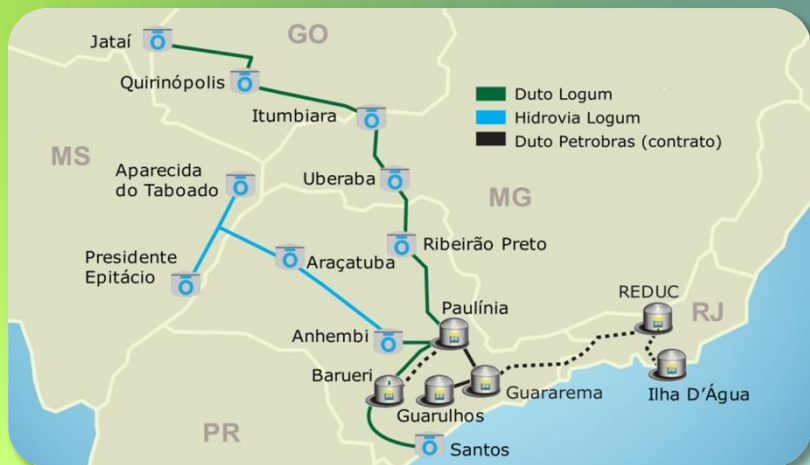 GO
Jataí
Quirinópolis
Itumbiara
Duto Logum
Hidrovia Logum
Duto Petrobras (contrato)
MS
Aparecida
do Taboado
Uberaba
MG
Ribeirão Preto
Presidente
Epitácio
Araçatuba
REDUC
RJ
Paulínia
Anhembi
Barueri
Guararema
Ilha D'Água
Guarulhos
PR
Santos